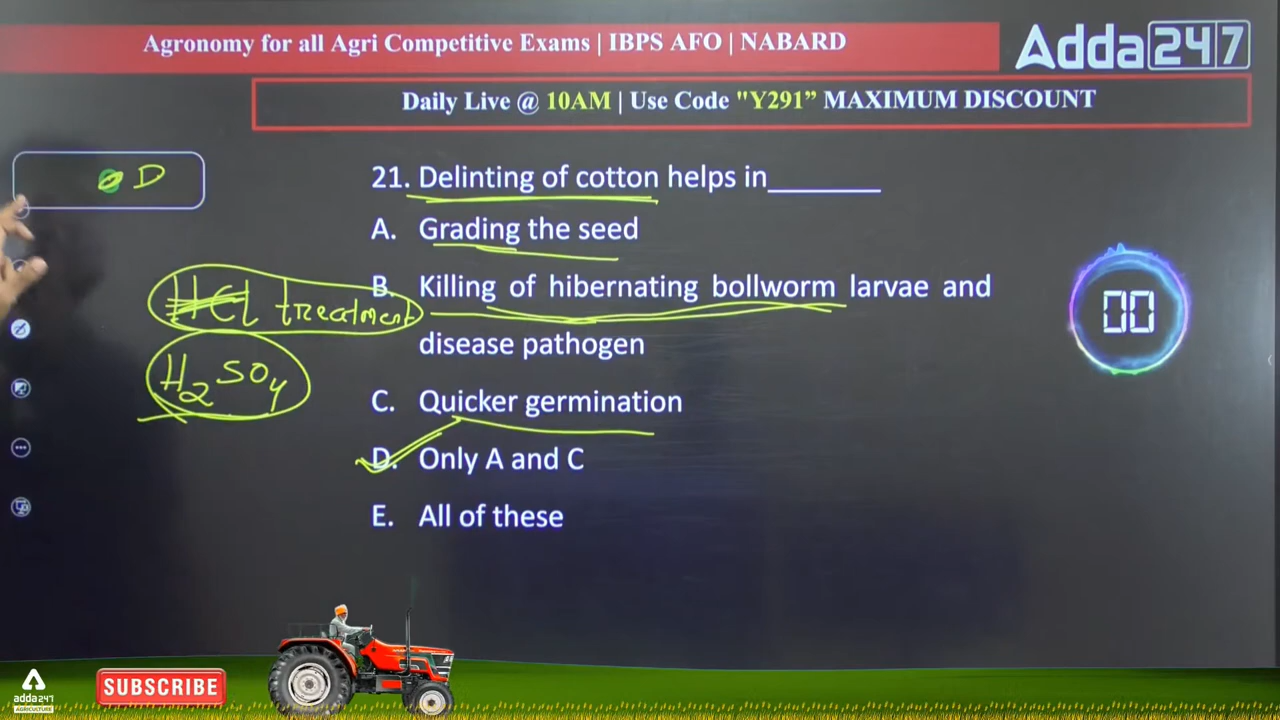 Agronomy for all Agri Competitive Exams | IBPS AFO | NABARD
Adda247
Daily Live @ 10AM | Use Code "Y291” MAXIMUM DISCOUNT
D
21. Delinting of cotton helps in_______
A. Grading the seed
B. Killing of hibernating bollworm larvae and
disease pathogen
C. Quicker germination
D. Only A and C
E. All of these
HCl treatment
H2SO4
00
adda247
AGRICULTURE
SUBSCRIBE